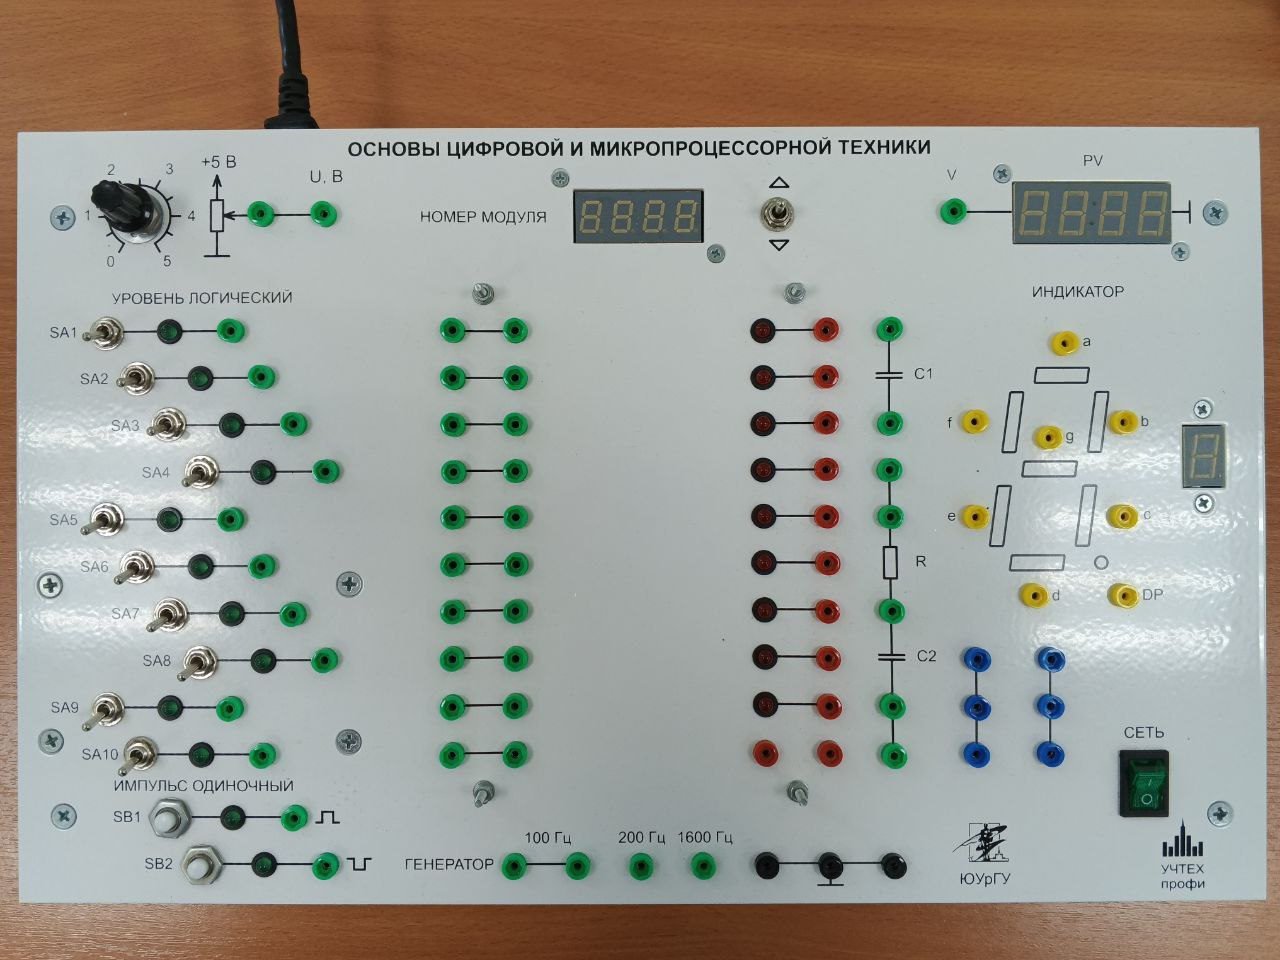 ОСНОВЫ ЦИФРОВОЙ И МИКРОПРОЦЕССОРНОЙ ТЕХНИКИ
0 1 2 3 4 5
+5 В
U, В
НОМЕР МОДУЛЯ
V
PV
УРОВЕНЬ ЛОГИЧЕСКИЙ
SA1
SA2
SA3
SA4
SA5
SA6
SA7
SA8
SA9
SA10
ИМПУЛЬС ОДИНОЧНЫЙ
SB1
SB2
ГЕНЕРАТОР
100 Гц
200 Гц
1600 Гц
C1
R
C2
ИНДИКАТОР
a
f
b
g
e
c
d
DP
СЕТЬ
ЮУрГУ
УЧТЕХ
профи